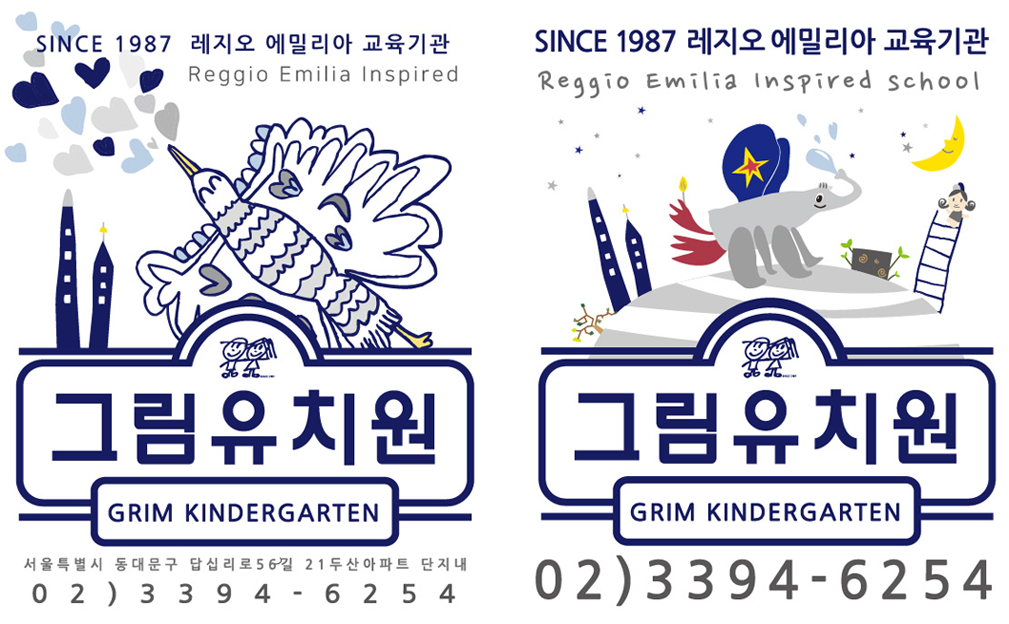 SINCE 1987 레지오 에밀리아 교육기관
Reggio Emilia Inspired
그림유치원
GRIM KINDERGARTEN
서울특별시 동대문구 답십리로56길 21두산아파트 단지내
02)3394-6254
SINCE 1987 레지오 에밀리아 교육기관
Reggio Emilia Inspired school
그림유치원
GRIM KINDERGARTEN
02)3394-6254